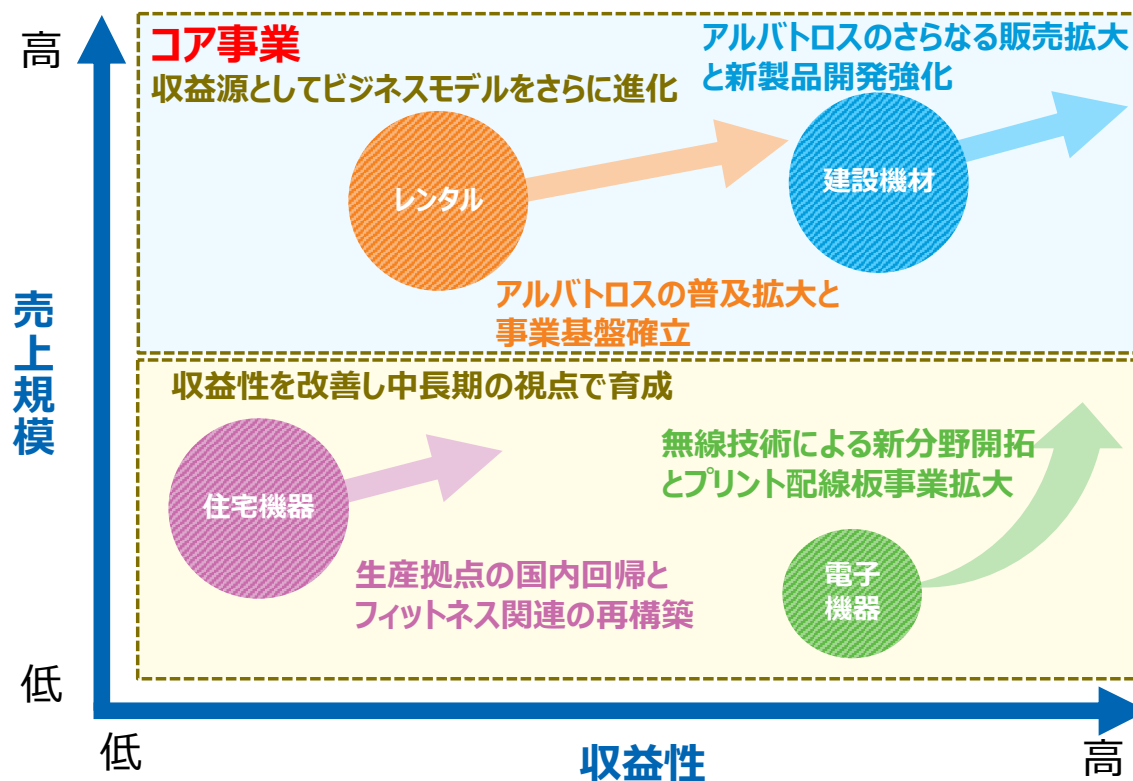 高
コア事業
収益源としてビジネスモデルをさらに進化
アルバトロスのさらなる販売拡大
と新製品開発強化
レンタル
建設機材
アルバトロスの普及拡大と
事業基盤確立
売上規模
収益性を改善し中長期の視点で育成
無線技術による新分野開拓
とプリント配線板事業拡大
住宅機器
生産拠点の国内回帰と
フィットネス関連の再構築
電子
機器
低
低
収益性
高